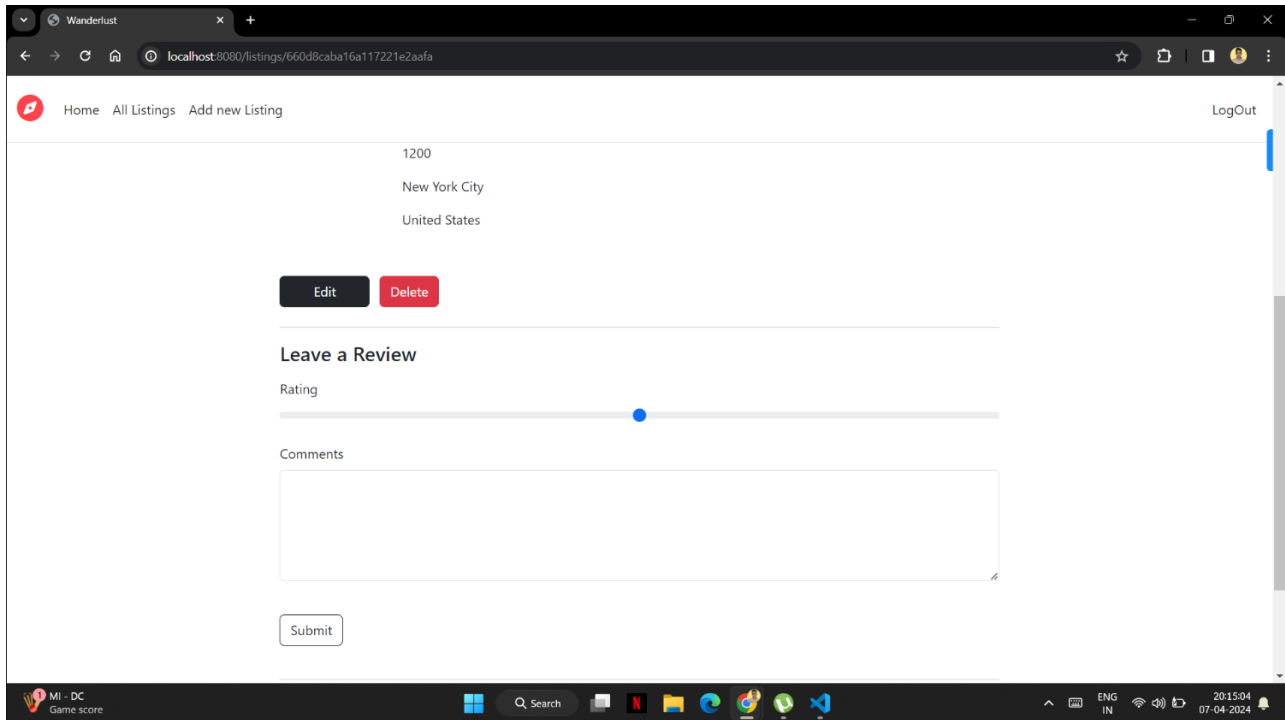 Wanderlust
localhost:8080/listings/660d8caba16a117221e2aafa
Home All Listings Add new Listing LogOut
1200
New York City
United States
Edit Delete
Leave a Review
Rating
Comments
Submit
1 MI - DC
Game score
Search
N
ENG
IN
20:15:04
07-04-2024